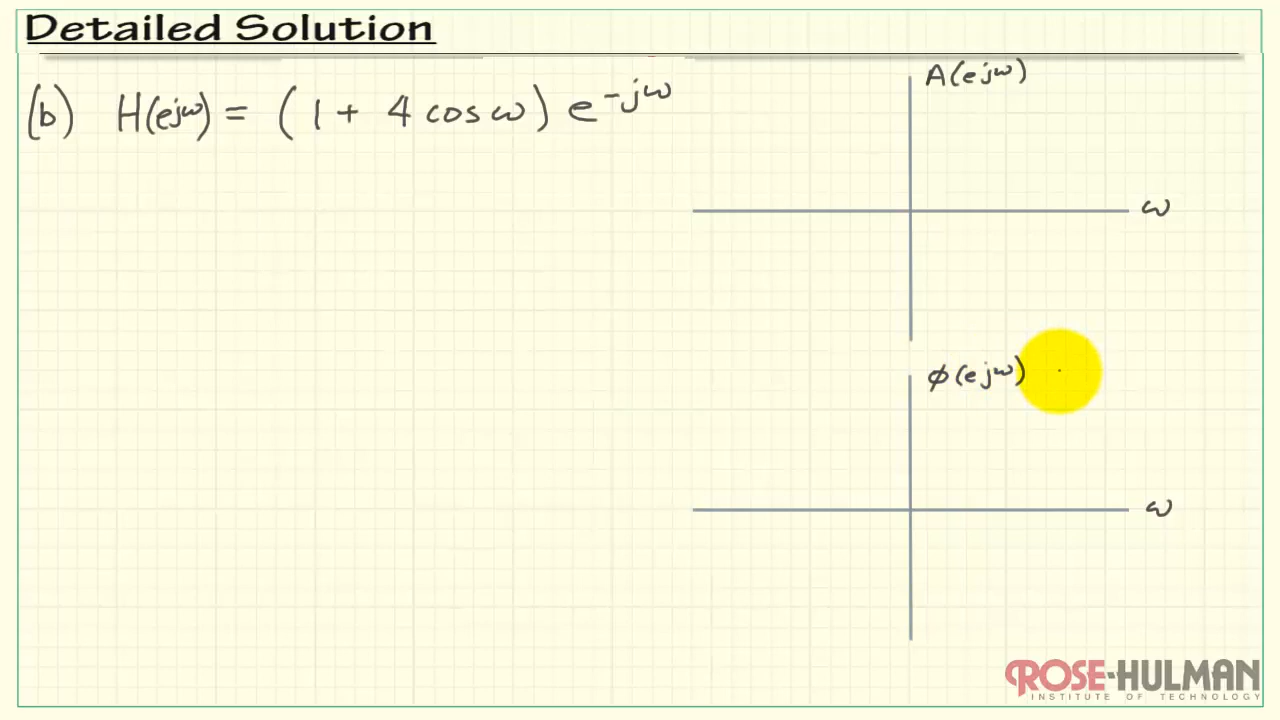 Detailed Solution
(b) H(e^jω) = (1 + 4 cos ω) e^-jω
A(e^jω)
ω
ϕ(e^jω)
ω
ROSE-HULMAN
INSTITUTE OF TECHNOLOGY